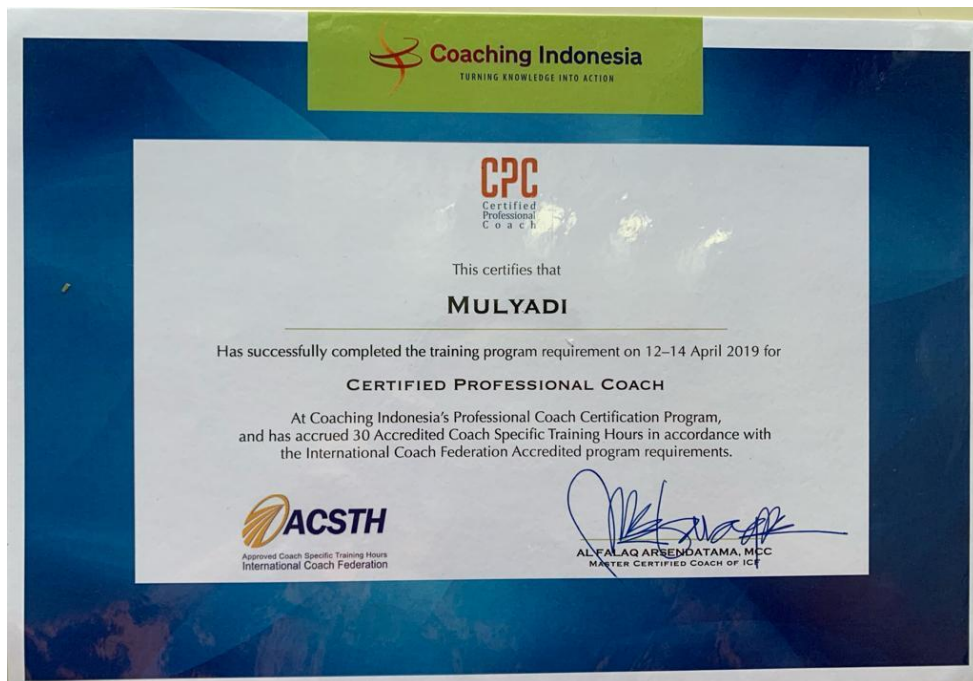 Coaching Indonesia
TURNING KNOWLEDGE INTO ACTION
CPC
Certified
Professional
Coach
This certifies that
MULYADI
Has successfully completed the training program requirement on 12–14 April 2019 for
CERTIFIED PROFESSIONAL COACH
At Coaching Indonesia's Professional Coach Certification Program,
and has accrued 30 Accredited Coach Specific Training Hours in accordance with
the International Coach Federation Accredited program requirements.
ACSTH
Approved Coach Specific Training Hours
International Coach Federation
AL FALAQ ARSENDATAMA, MCC
MASTER CERTIFIED COACH OF ICF